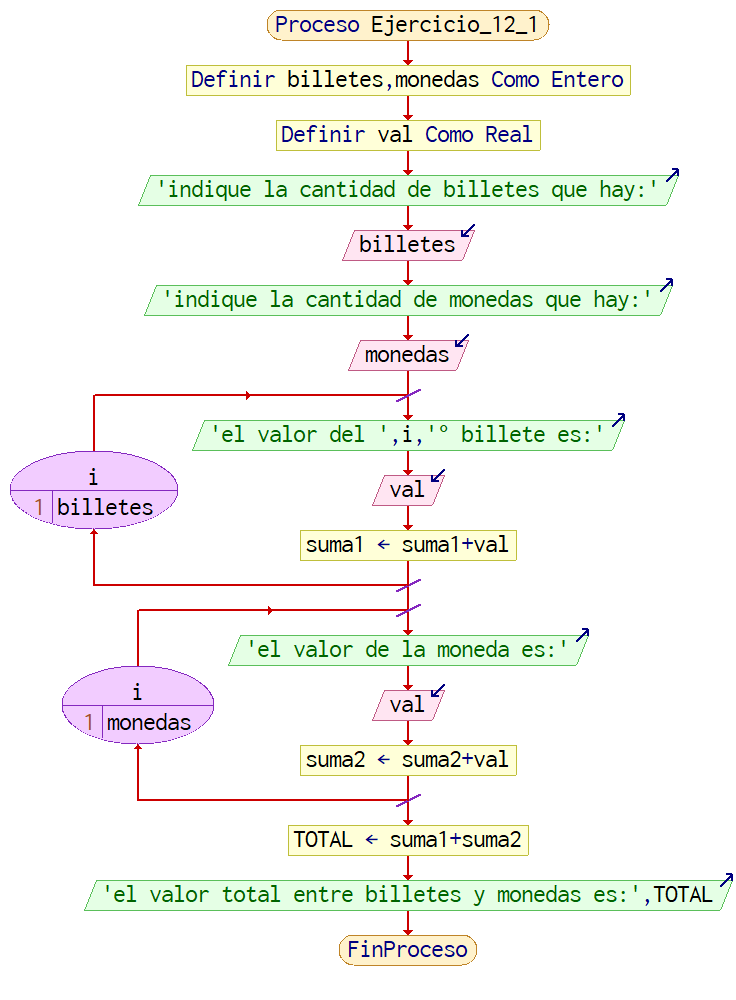 Proceso Ejercicio_12_1
Definir billetes,monedas Como Entero
Definir val Como Real
'indique la cantidad de billetes que hay:'
billetes
'indique la cantidad de monedas que hay:'
monedas
'el valor del ',i,'° billete es:'
i
1 billetes
val
suma1 ← suma1+val
'el valor de la moneda es:'
i
1 monedas
val
suma2 ← suma2+val
TOTAL ← suma1+suma2
'el valor total entre billetes y monedas es:',TOTAL
FinProceso